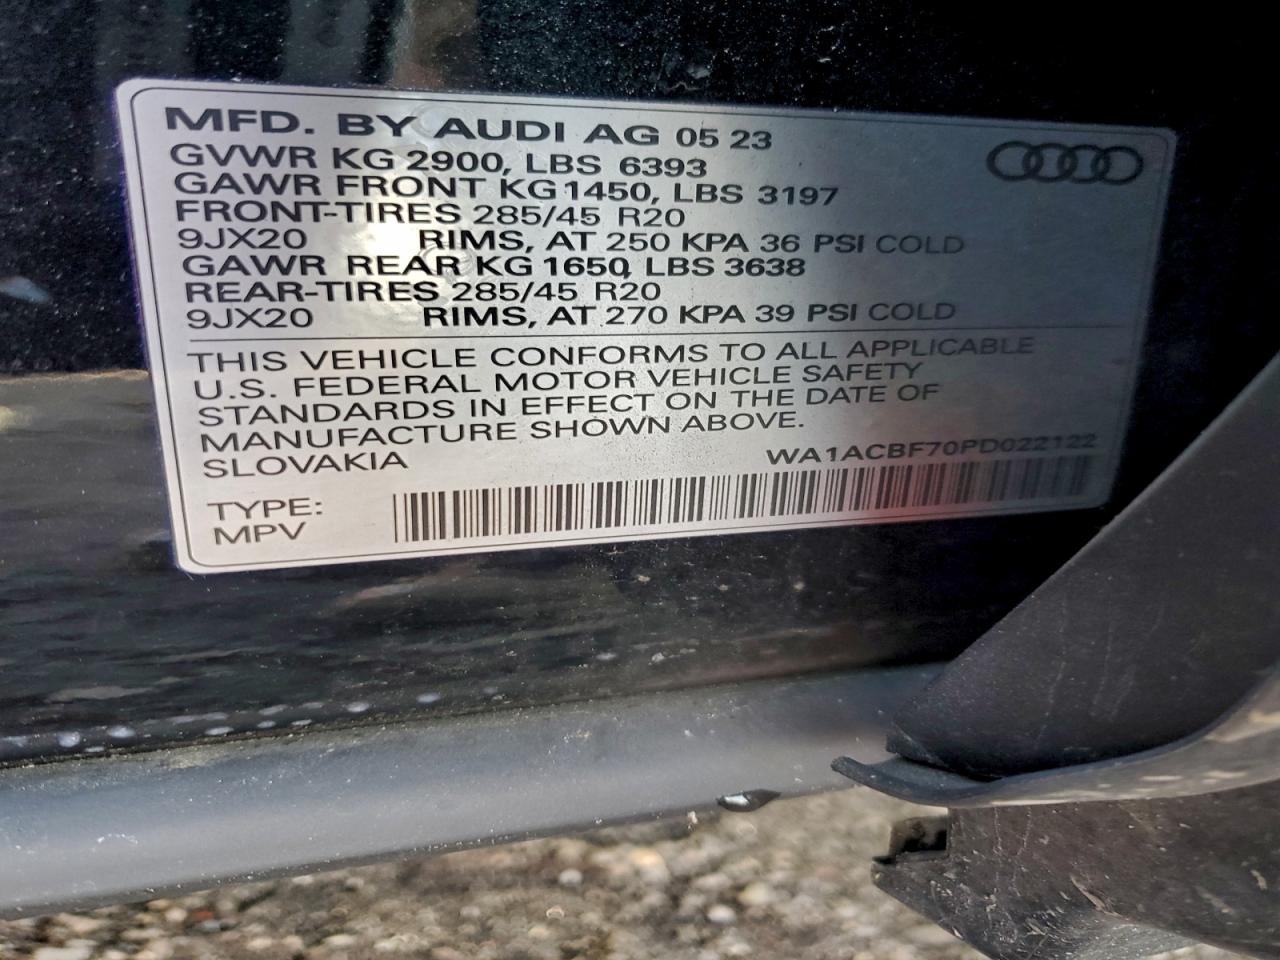 MFD. BY AUDI AG 05 23
GVWR KG 2900, LBS 6393
GAWR FRONT KG 1450, LBS 3197
FRONT-TIRES 285/45 R20
9JX20 RIMS, AT 250 KPA 36 PSI COLD
GAWR REAR KG 1650, LBS 3638
REAR-TIRES 285/45 R20
9JX20 RIMS, AT 270 KPA 39 PSI COLD
THIS VEHICLE CONFORMS TO ALL APPLICABLE
U.S. FEDERAL MOTOR VEHICLE SAFETY
STANDARDS IN EFFECT ON THE DATE OF
MANUFACTURE SHOWN ABOVE.
SLOVAKIA WA1ACBF70PD022122
TYPE:
MPV